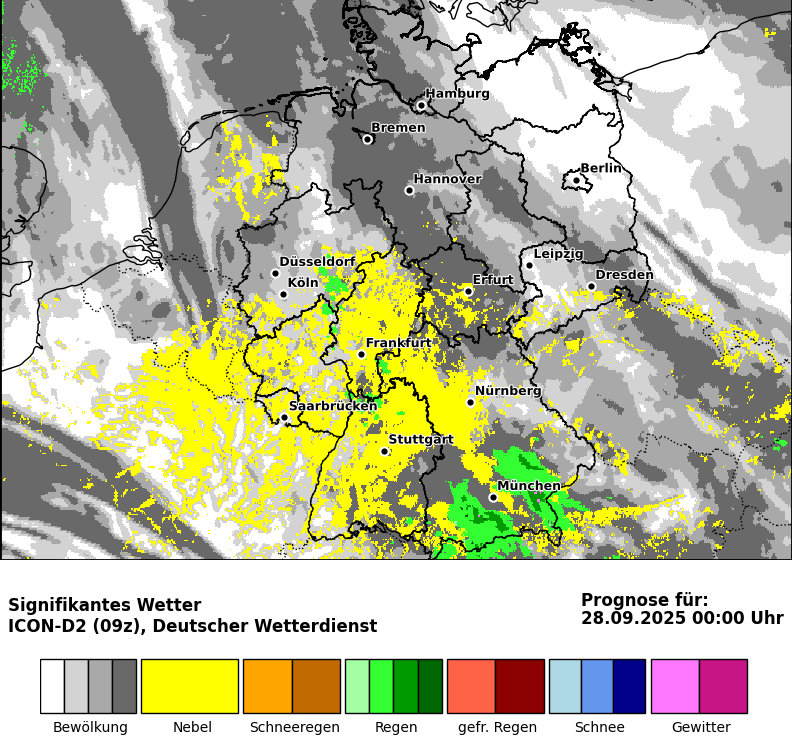 Hamburg
Bremen
Berlin
Hannover
Leipzig
Düsseldorf
Dresden
Köln
Erfurt
Frankfurt
Nürnberg
Saarbrücken
Stuttgart
München
Signifikantes Wetter
ICON-D2 (09z), Deutscher Wetterdienst
Prognose für:
28.09.2025 00:00 Uhr
Bewölkung Nebel Schneeregen Regen gefr. Regen Schnee Gewitter